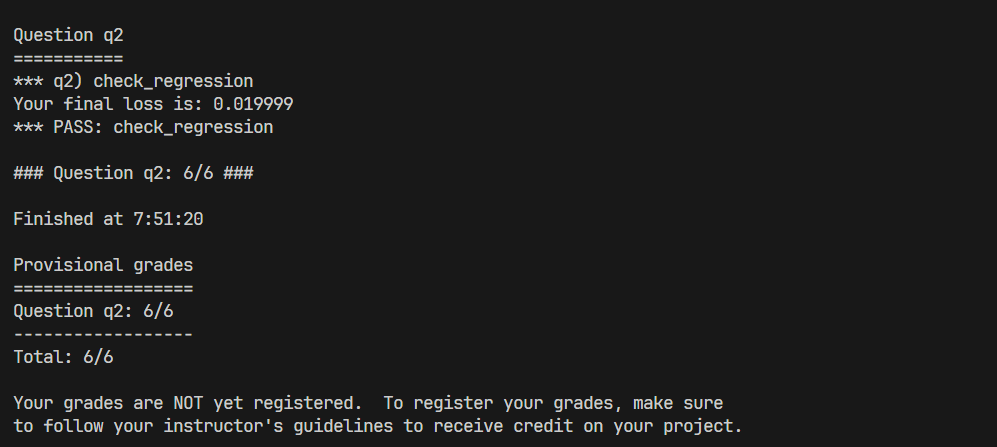 Question q2
===========
*** q2) check_regression
Your final loss is: 0.019999
*** PASS: check_regression
### Question q2: 6/6 ###
Finished at 7:51:20
Provisional grades
==================
Question q2: 6/6
------------------
Total: 6/6
Your grades are NOT yet registered.  To register your grades, make sure
to follow your instructor's guidelines to receive credit on your project.